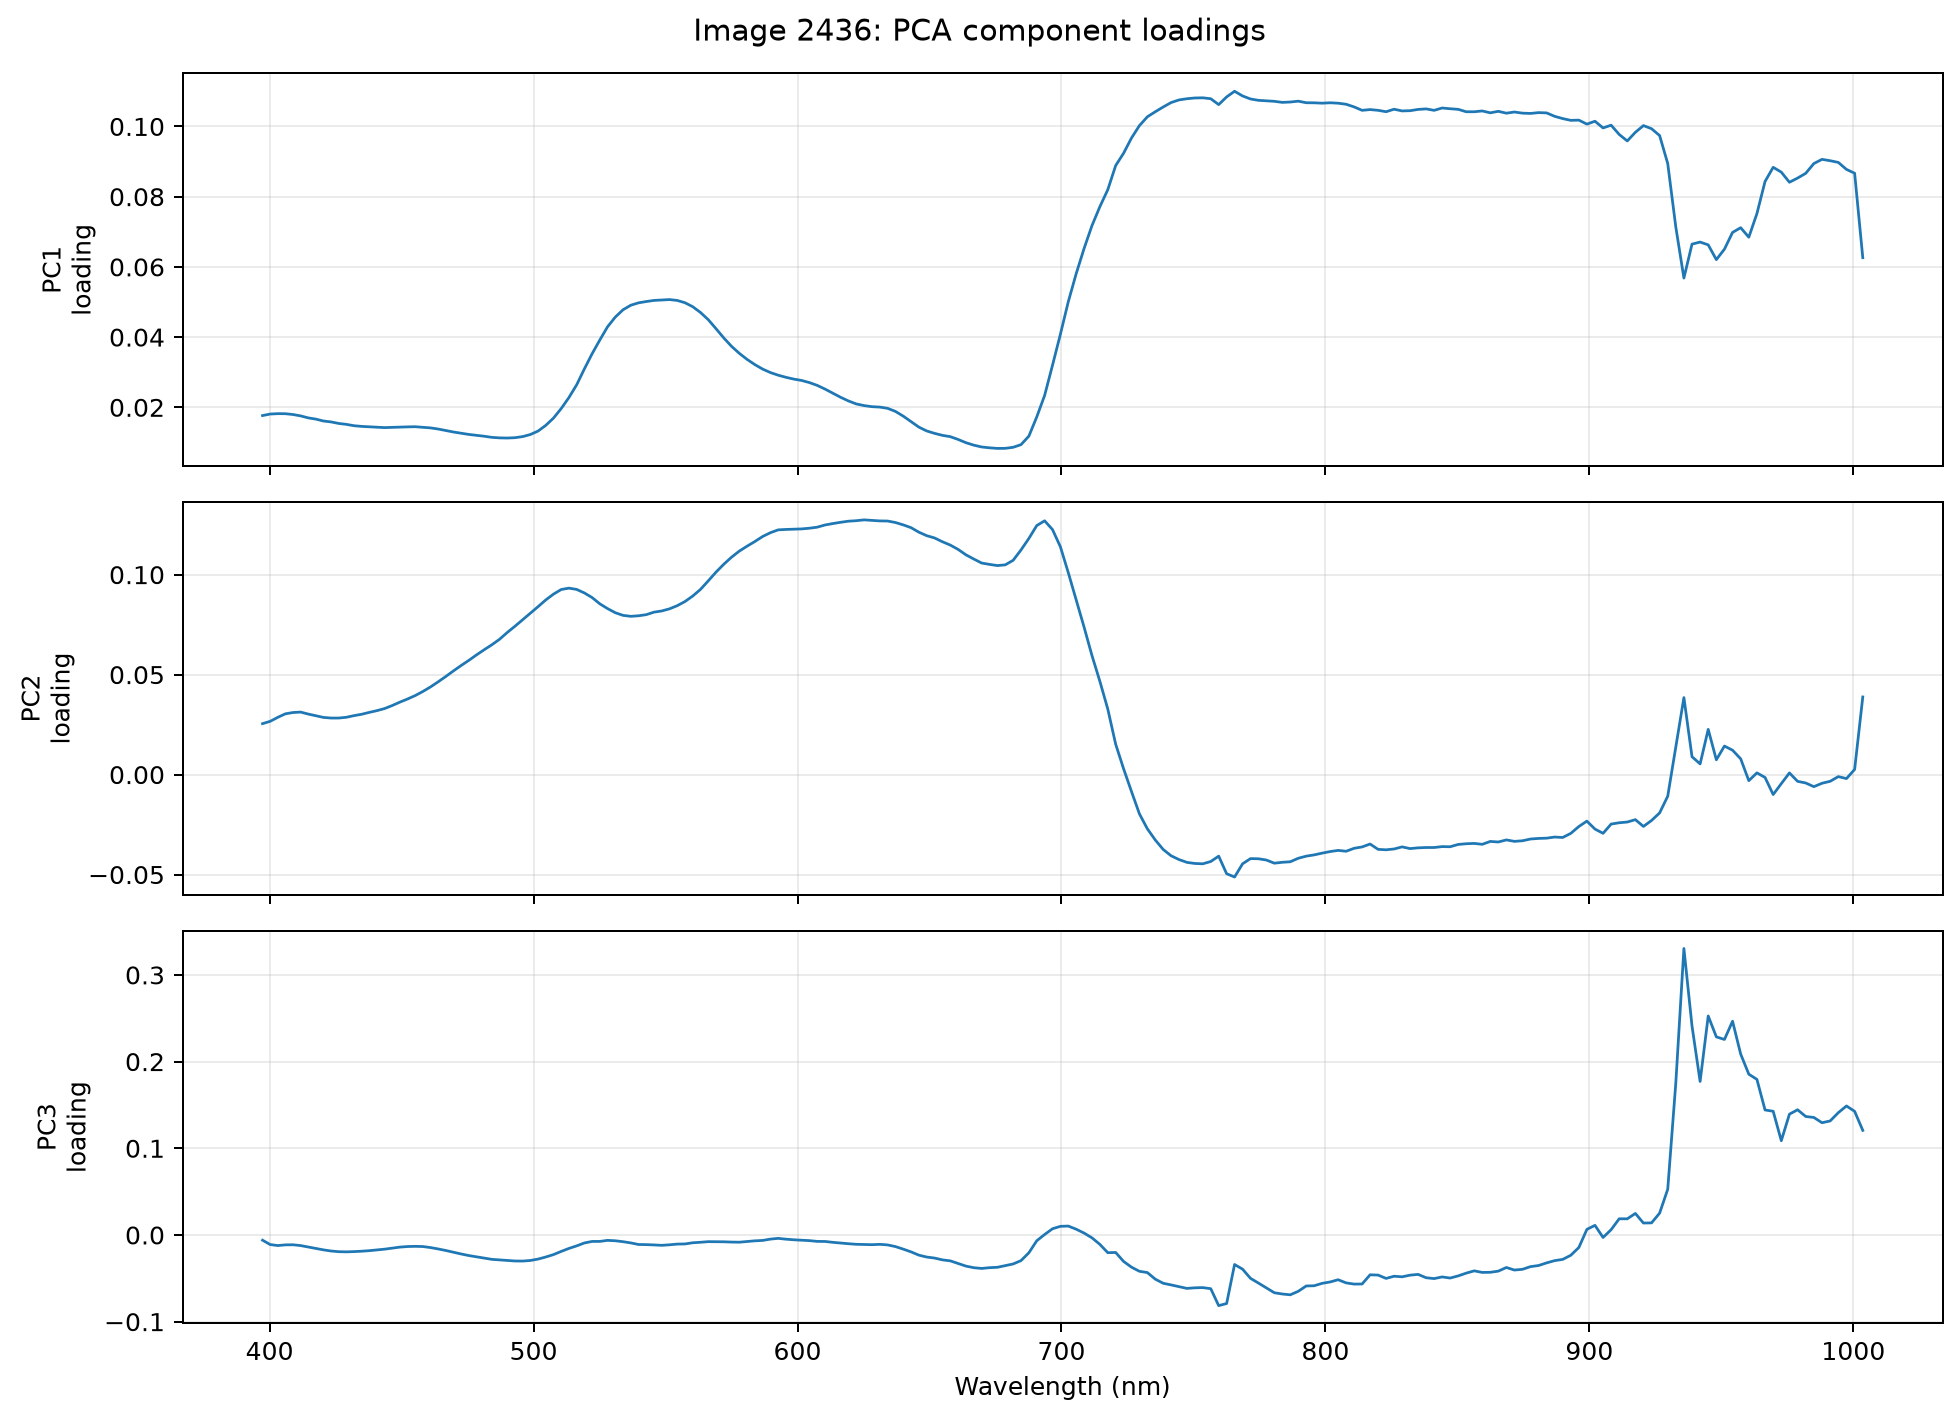 Image 2436: PCA component loadings
PC1
loading
0.10
0.08
0.06
0.04
0.02
PC2
loading
0.10
0.05
0.00
−0.05
PC3
loading
0.3
0.2
0.1
0.0
−0.1
400 500 600 700 800 900 1000
Wavelength (nm)